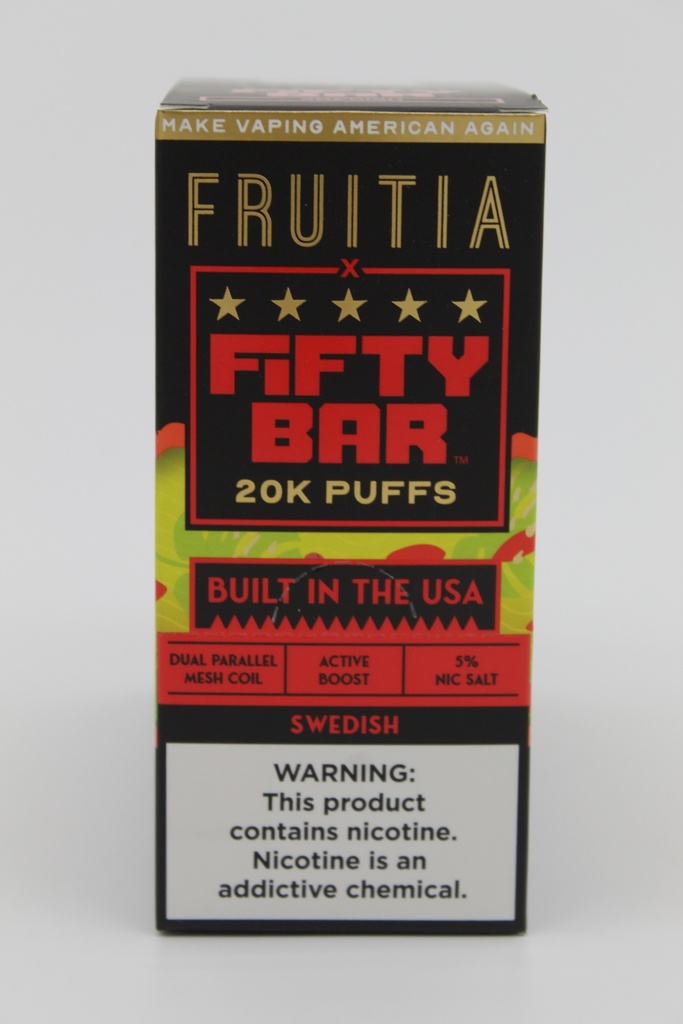 MAKE VAPING AMERICAN AGAIN
FRUITIA
X
FiFTY
BAR™
20K PUFFS
BUILT IN THE USA
DUAL PARALLEL
MESH COIL
ACTIVE
BOOST
5%
NIC SALT
SWEDISH
WARNING:
This product
contains nicotine.
Nicotine is an
addictive chemical.